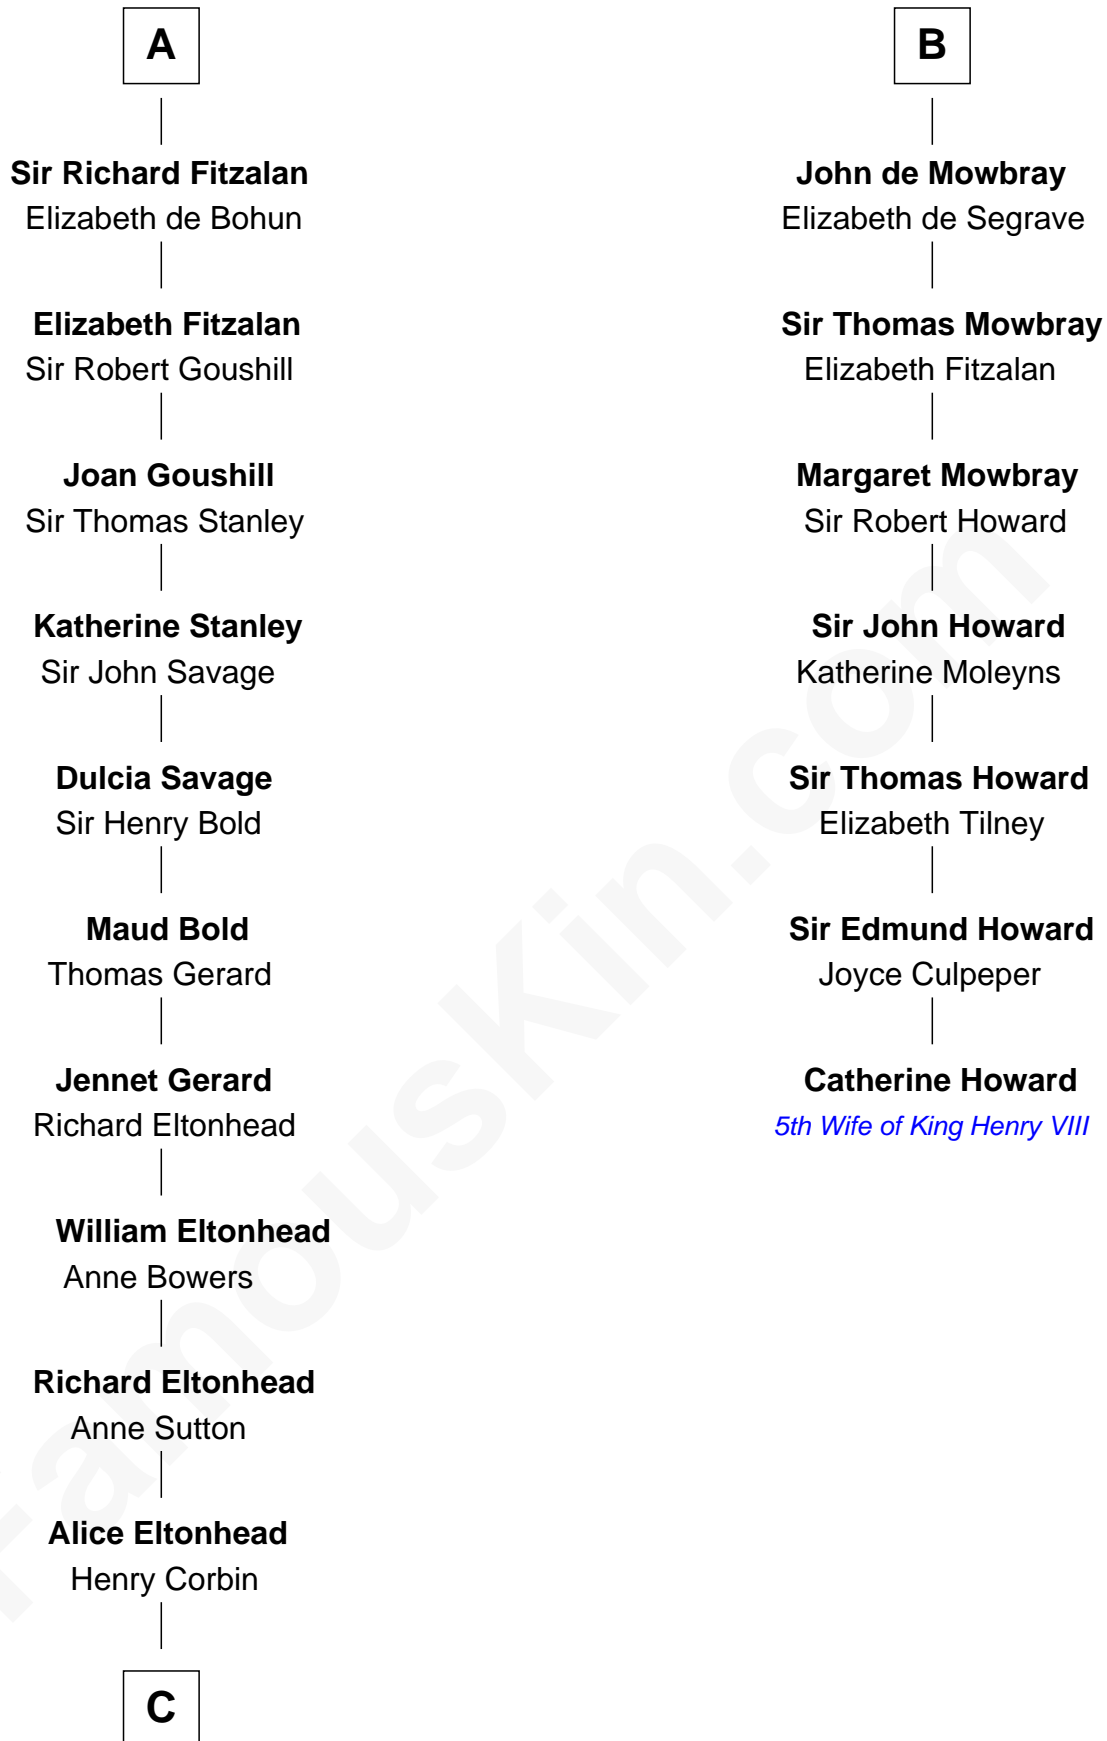 A
Sir Richard Fitzalan
Elizabeth de Bohun
Elizabeth Fitzalan
Sir Robert Goushill
Joan Goushill
Sir Thomas Stanley
Katherine Stanley
Sir John Savage
Dulcia Savage
Sir Henry Bold
Maud Bold
Thomas Gerard
Jennet Gerard
Richard Eltonhead
William Eltonhead
Anne Bowers
Richard Eltonhead
Anne Sutton
Alice Eltonhead
Henry Corbin
C
B
John de Mowbray
Elizabeth de Segrave
Sir Thomas Mowbray
Elizabeth Fitzalan
Margaret Mowbray
Sir Robert Howard
Sir John Howard
Katherine Moleyns
Sir Thomas Howard
Elizabeth Tilney
Sir Edmund Howard
Joyce Culpeper
Catherine Howard
5th Wife of King Henry VIII
FamousKin.com